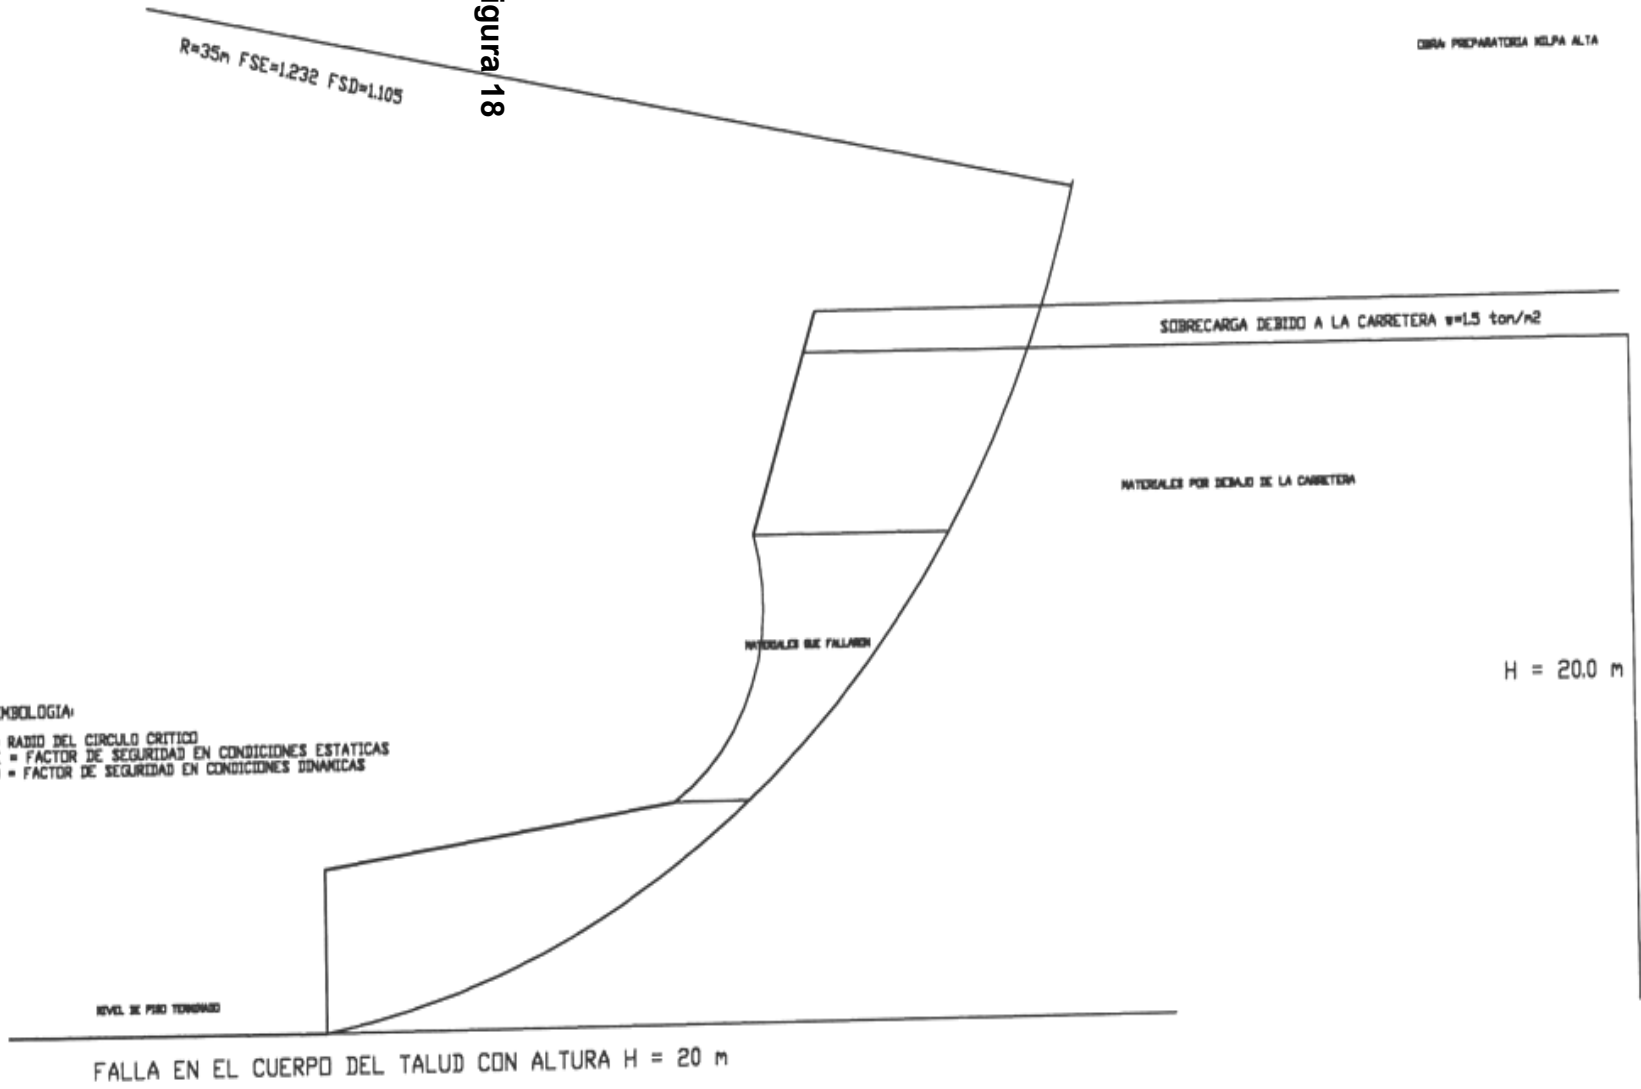 igura 18
OBRA: PREPARATORIA MILPA ALTA
R=35m FSE=1.232 FSD=1.105
SOBRECARGA DEBIDO A LA CARRETERA w=1.5 ton/m2
MATERIALES POR DEBAJO DE LA CARRETERA
MATERIALES QUE FALLARON
H = 20.0 m
MBOLOGIA:
RADIO DEL CIRCULO CRITICO
= FACTOR DE SEGURIDAD EN CONDICIONES ESTATICAS
= FACTOR DE SEGURIDAD EN CONDICIONES DINAMICAS
NIVEL DE PISO TERMINADO
FALLA EN EL CUERPO DEL TALUD CON ALTURA H = 20 m